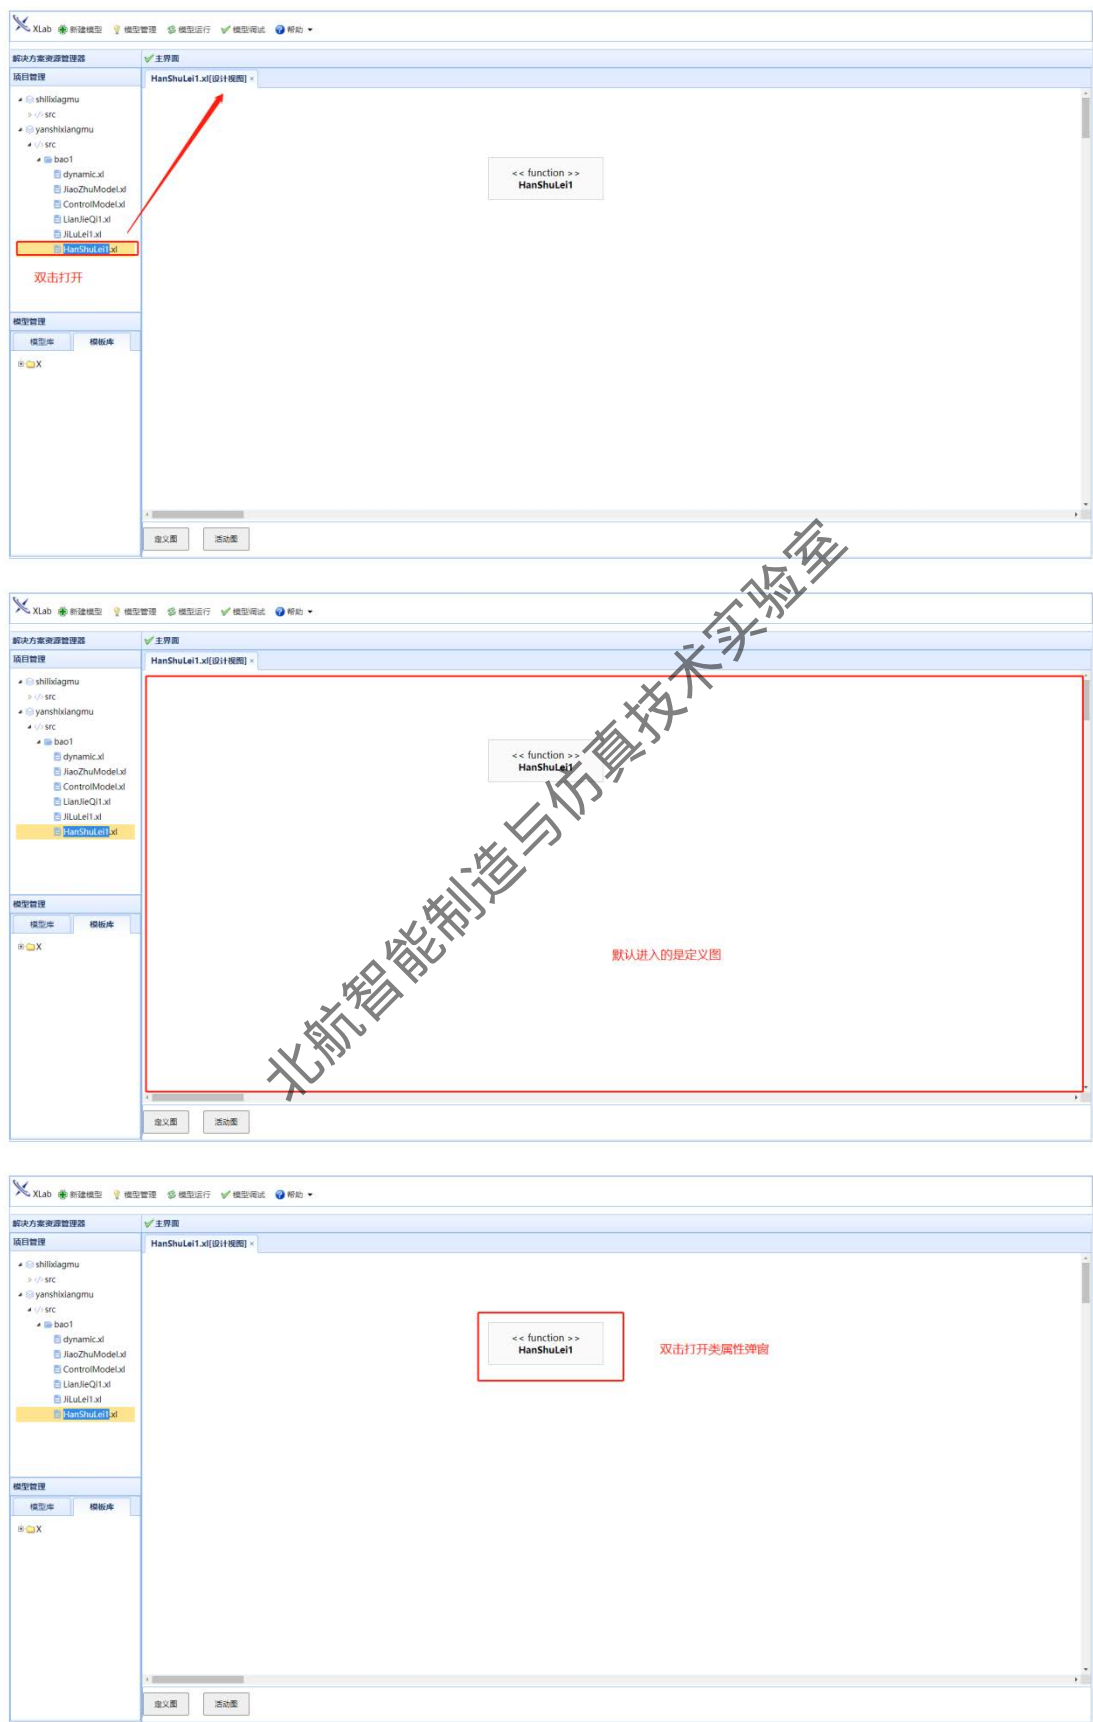 XLab 新建模型 模型管理 模型运行 模型调试 帮助
解决方案资源管理器
主界面
项目管理
HanShuLei1.xl[设计视图] ×
shilixiagmu
src
yanshixiangmu
src
bao1
dynamic.xl
JiaoZhuModel.xl
ControlModel.xl
LianJieQi1.xl
JiLuLei1.xl
HanShuLei1.xl
双击打开
<< function >>
HanShuLei1
模型管理
模型库 模板库
X
定义图 活动图
XLab 新建模型 模型管理 模型运行 模型调试 帮助
解决方案资源管理器
主界面
项目管理
HanShuLei1.xl[设计视图] ×
shilixiagmu
src
yanshixiangmu
src
bao1
dynamic.xl
JiaoZhuModel.xl
ControlModel.xl
LianJieQi1.xl
JiLuLei1.xl
HanShuLei1.xl
<< function >>
HanShuLei1
默认进入的是定义图
模型管理
模型库 模板库
X
定义图 活动图
北航智能制造与仿真技术实验室
XLab 新建模型 模型管理 模型运行 模型调试 帮助
解决方案资源管理器
主界面
项目管理
HanShuLei1.xl[设计视图] ×
shilixiagmu
src
yanshixiangmu
src
bao1
dynamic.xl
JiaoZhuModel.xl
ControlModel.xl
LianJieQi1.xl
JiLuLei1.xl
HanShuLei1.xl
<< function >>
HanShuLei1
双击打开类属性弹窗
模型管理
模型库 模板库
X
定义图 活动图